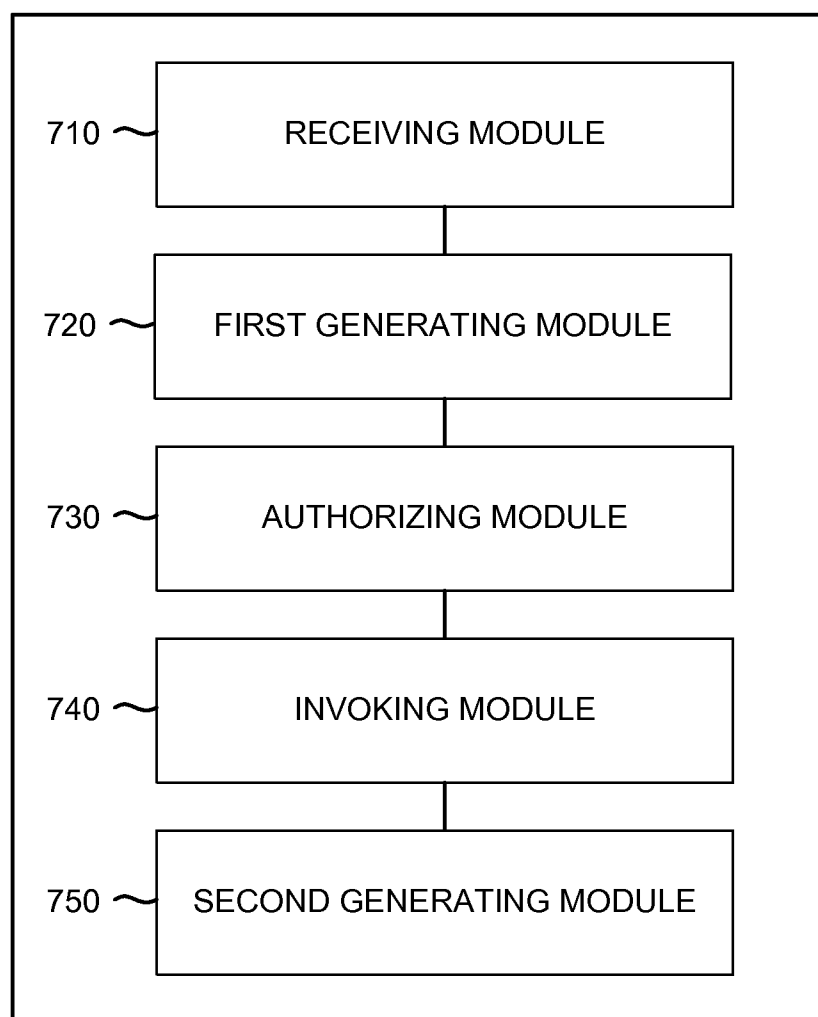 710 RECEIVING MODULE
720 FIRST GENERATING MODULE
730 AUTHORIZING MODULE
740 INVOKING MODULE
750 SECOND GENERATING MODULE